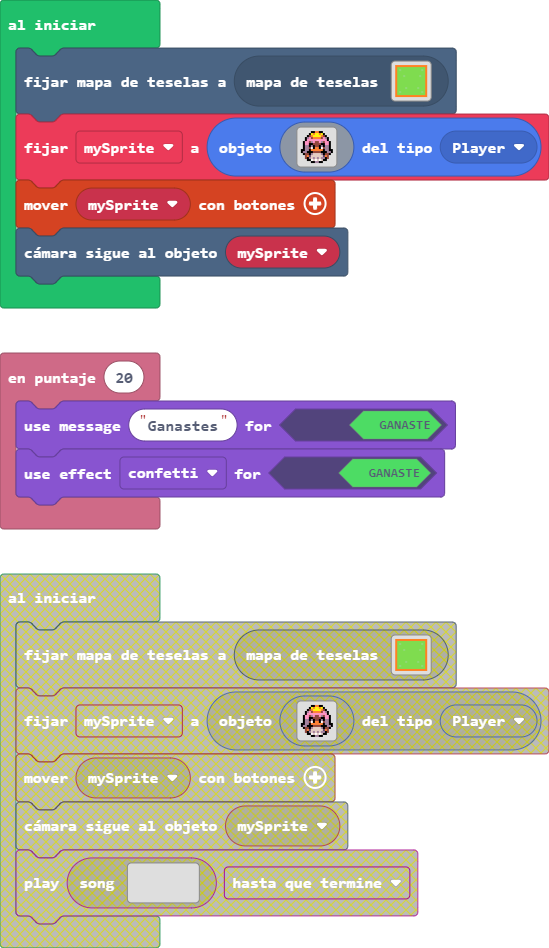 al iniciar
fijar mapa de teselas a mapa de teselas
fijar mySprite a objeto del tipo Player
mover mySprite con botones
cámara sigue al objeto mySprite
en puntaje 20
use message "Ganastes" for GANASTE
use effect confetti for GANASTE
al iniciar
fijar mapa de teselas a mapa de teselas
fijar mySprite a objeto del tipo Player
mover mySprite con botones
cámara sigue al objeto mySprite
play song hasta que termine